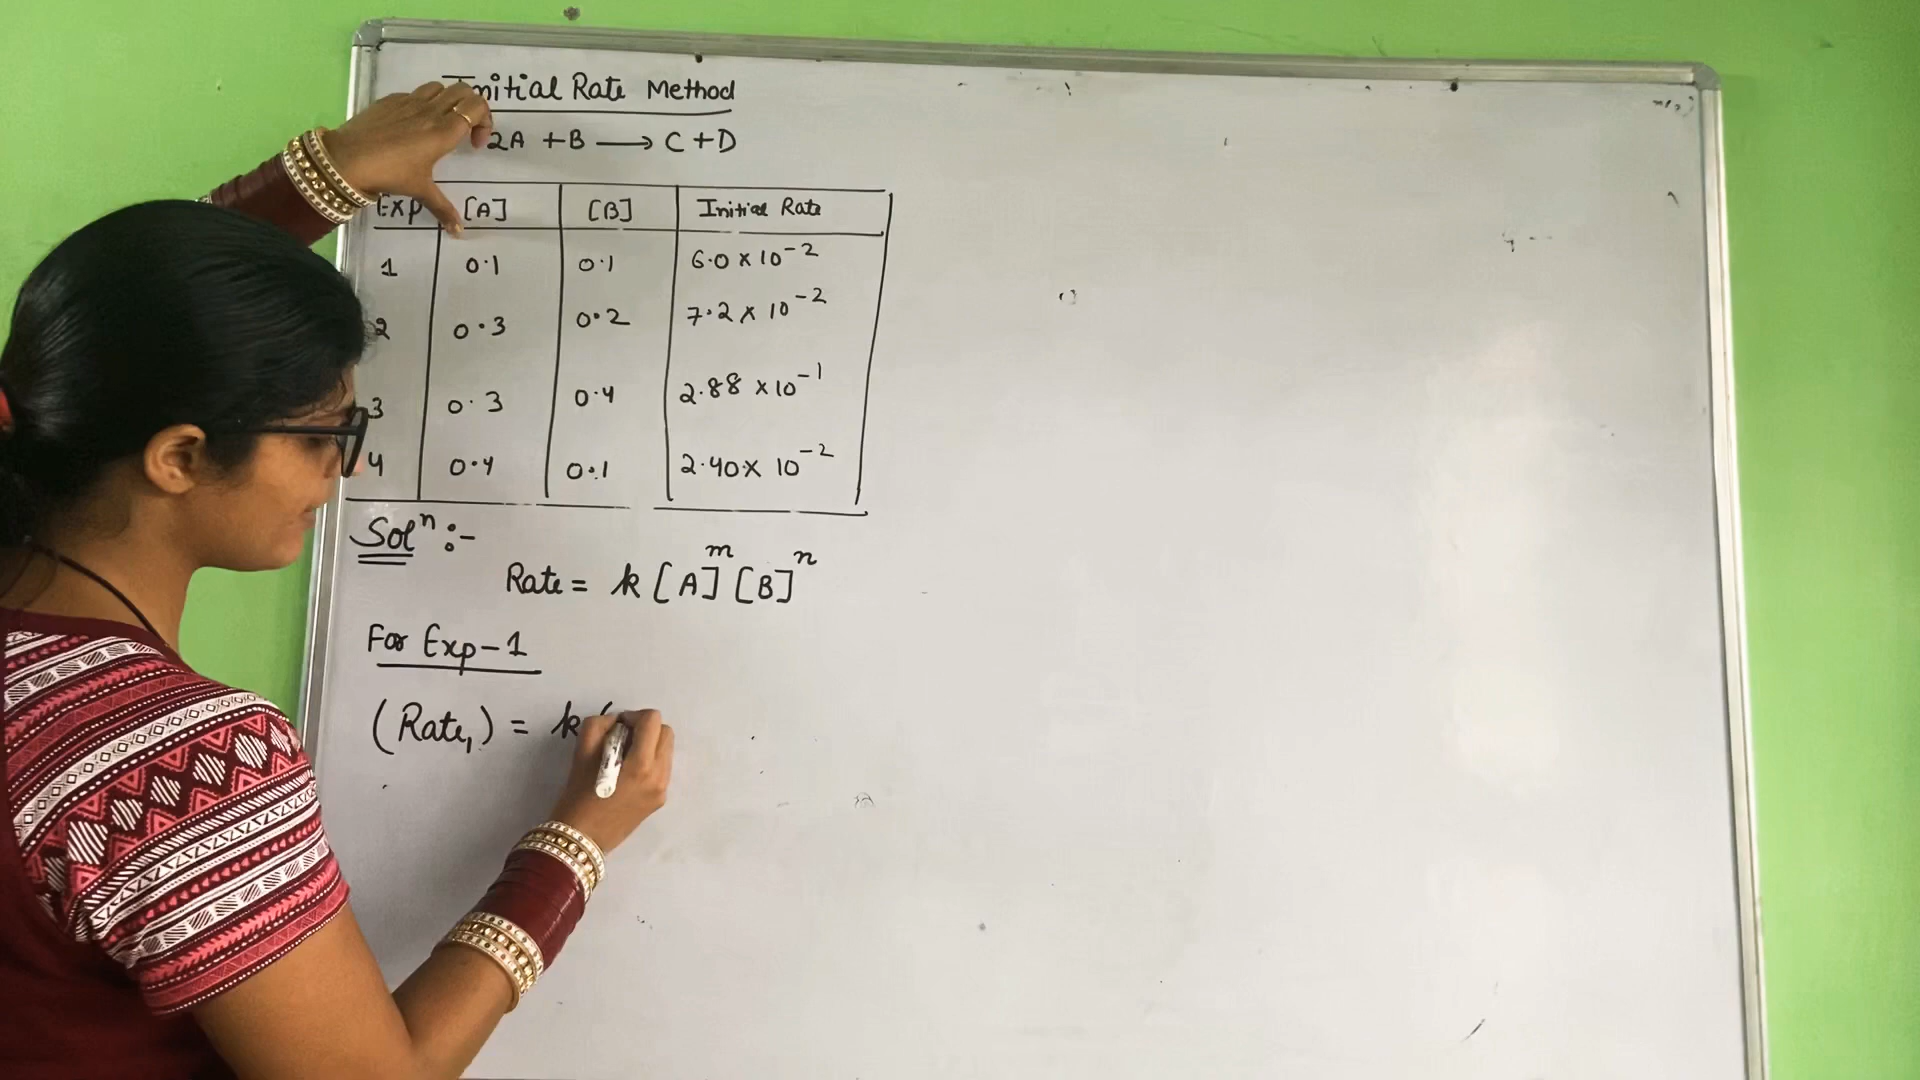 Initial Rate Method
2A + B ⟶ C + D
Exp [A] [B] Initial Rate
1 0.1 0.1 6.0 × 10⁻²
2 0.3 0.2 7.2 × 10⁻²
3 0.3 0.4 2.88 × 10⁻¹
4 0.4 0.1 2.40 × 10⁻²
Solⁿ :-
Rate = k [A]ᵐ [B]ⁿ
For Exp-1
(Rate₁) = k (